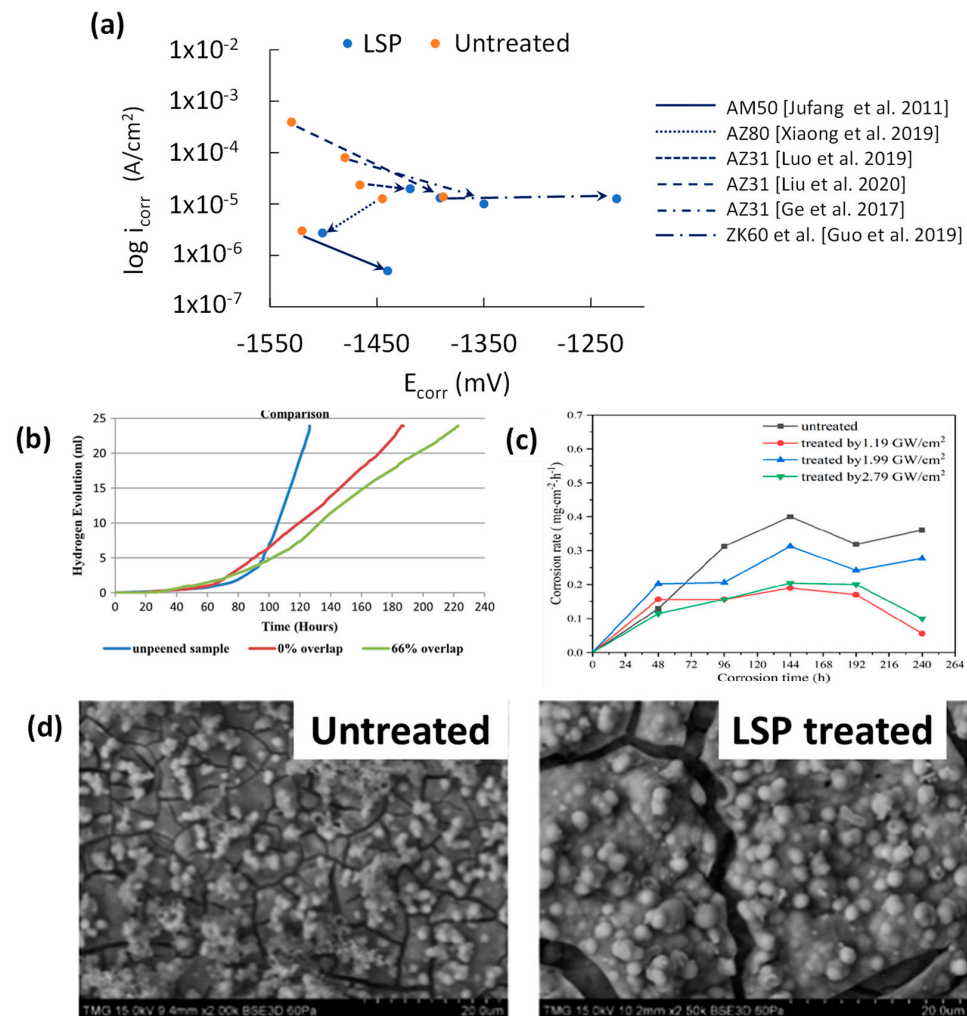 (a)
LSP Untreated
1x10-2
1x10-3
1x10-4
1x10-5
1x10-6
1x10-7
log icorr (A/cm2)
-1550 -1450 -1350 -1250
Ecorr (mV)
AM50 [Jufang et al. 2011]
AZ80 [Xiaong et al. 2019]
AZ31 [Luo et al. 2019]
AZ31 [Liu et al. 2020]
AZ31 [Ge et al. 2017]
ZK60 et al. [Guo et al. 2019]
(b)
Comparison
Hydrogen Evolution (ml)
25
20
15
10
5
0
0 20 40 60 80 100 120 140 160 180 200 220 240
Time (Hours)
unpeened sample 0% overlap 66% overlap
(c)
Corrosion rate ( mg·cm-2·h-1)
0.7
0.6
0.5
0.4
0.3
0.2
0.1
0.0
untreated
treated by1.19 GW/cm2
treated by1.99 GW/cm2
treated by2.79 GW/cm2
0 24 48 72 96 120 144 168 192 216 240 264
Corrosion time (h)
(d)
Untreated
TMG 15.0kV 9.4mm x2.00k BSE3D 60Pa 20.0um
LSP treated
TMG 15.0kV 10.2mm x2.50k BSE3D 60Pa 20.0um